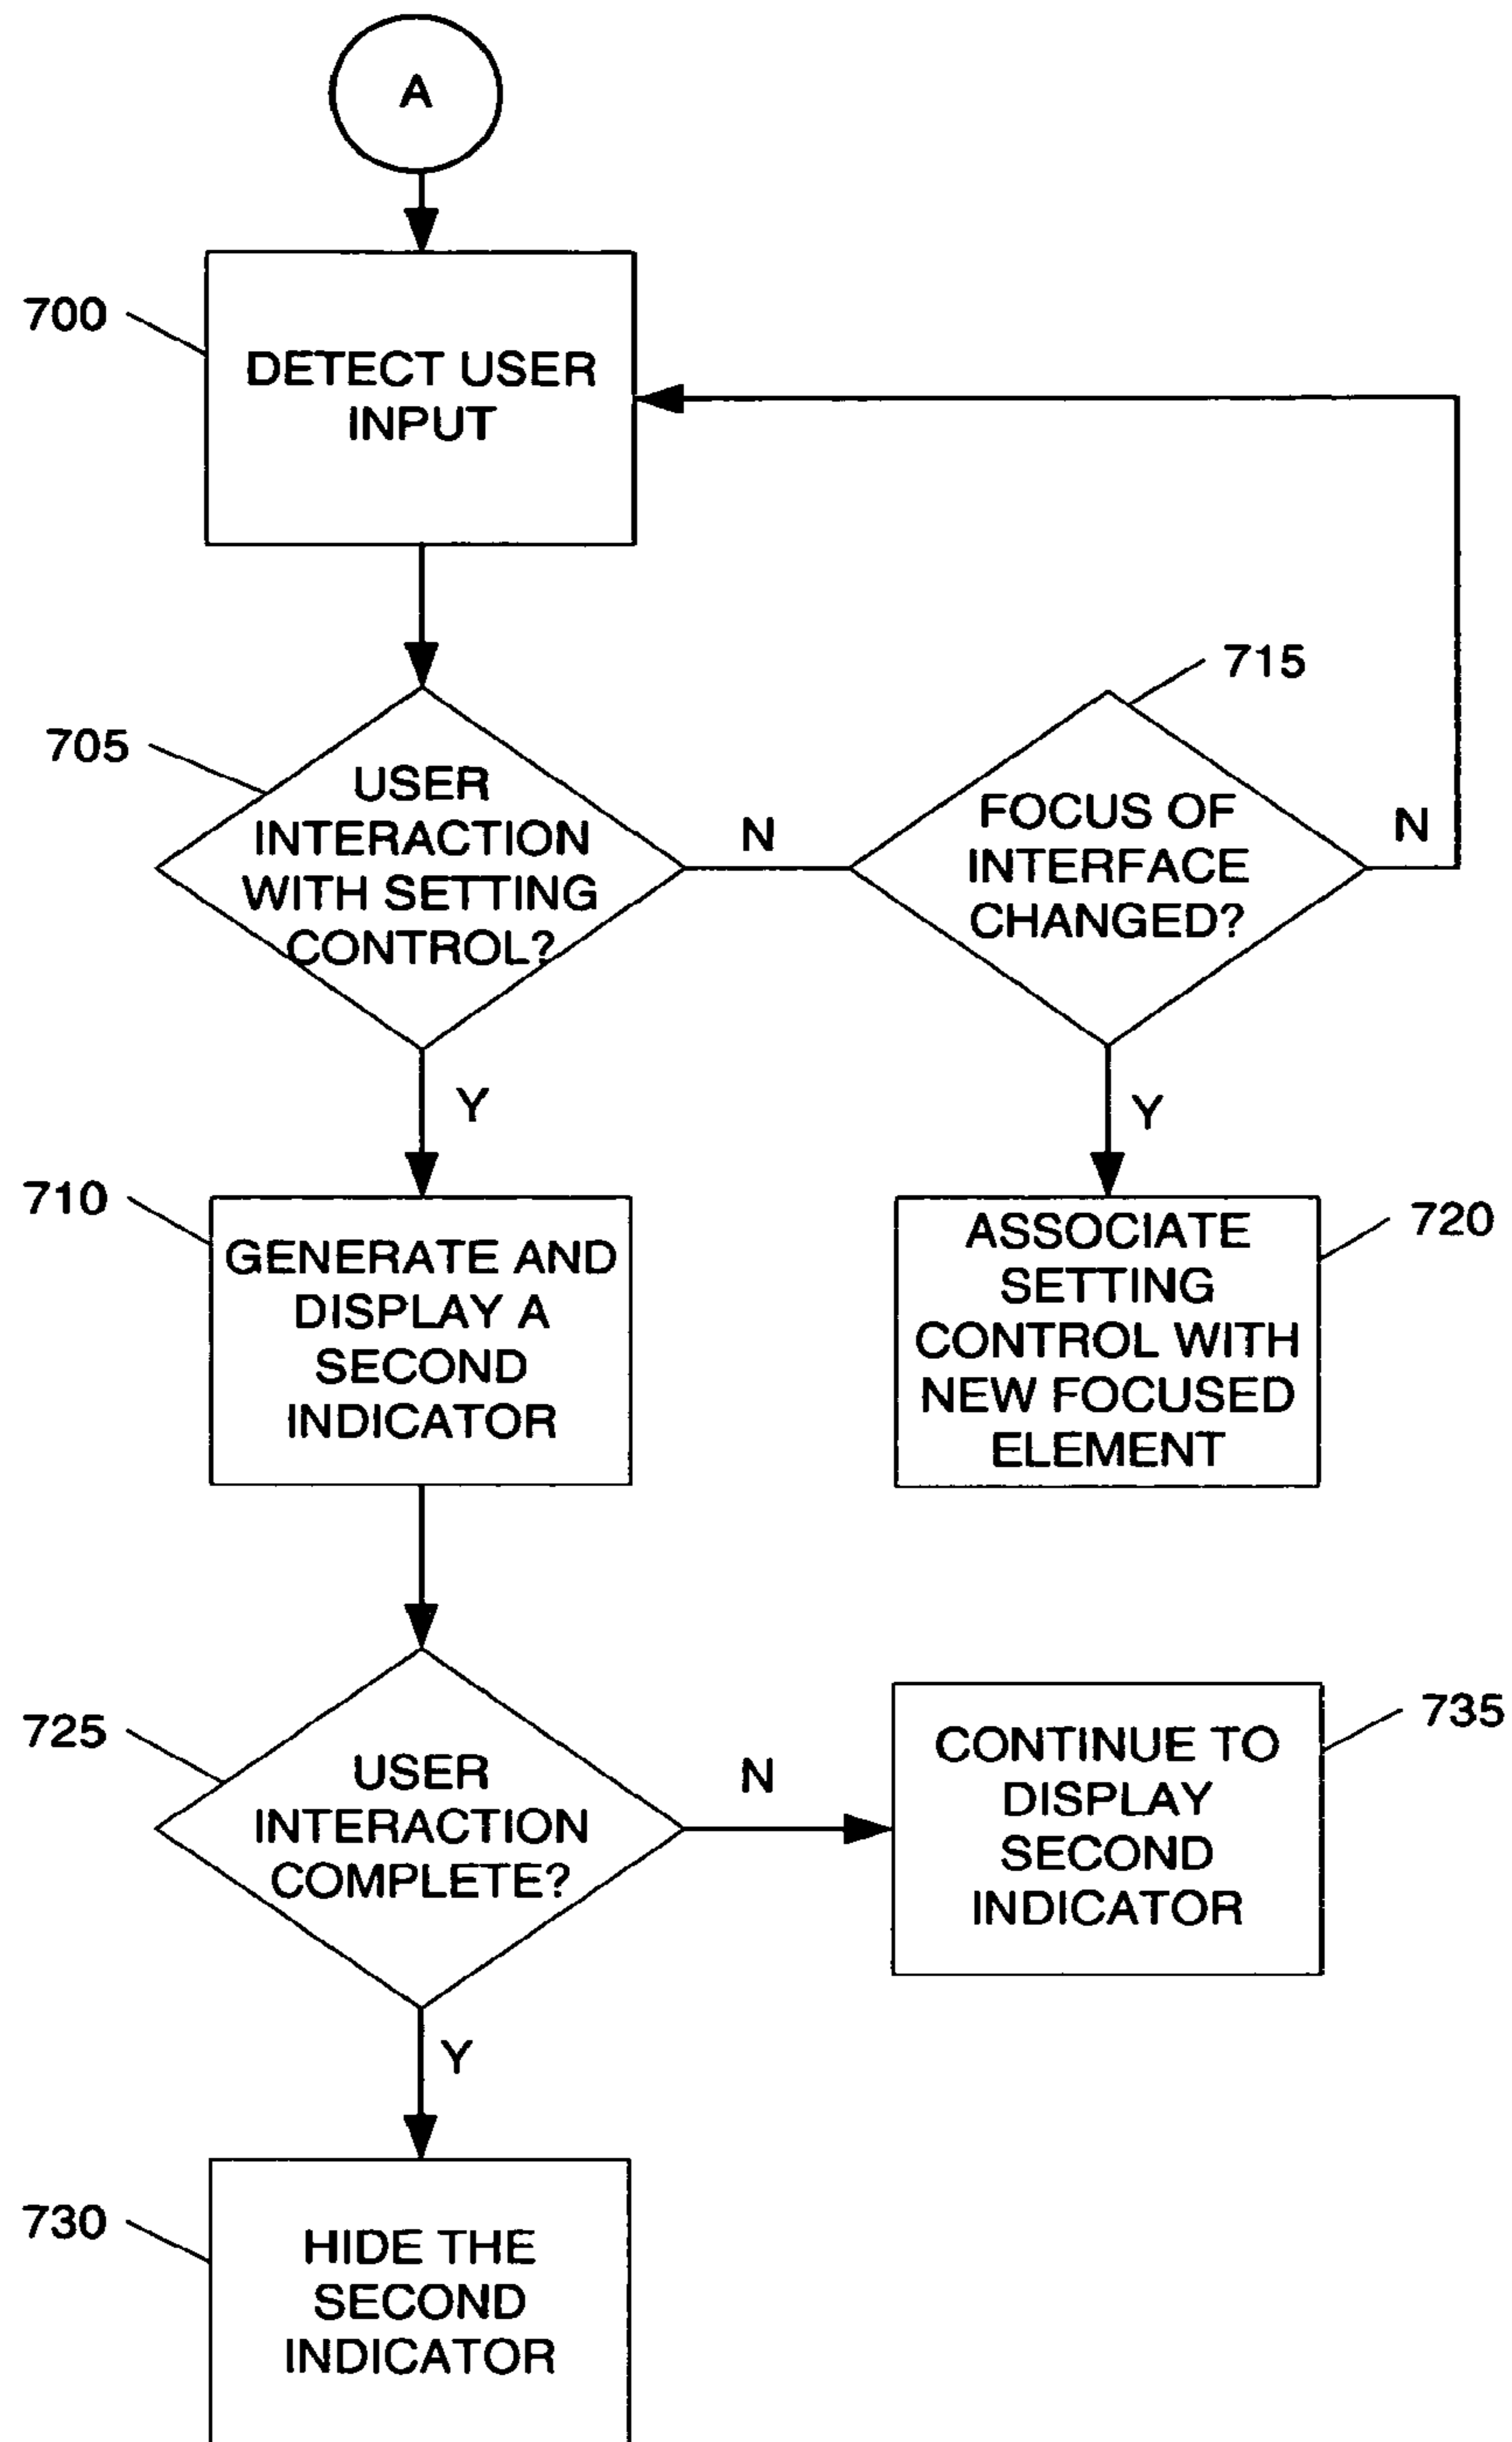 A
700
DETECT USER
INPUT
705
USER
INTERACTION
WITH SETTING
CONTROL?
N
715
FOCUS OF
INTERFACE
CHANGED?
N
Y
Y
710
GENERATE AND
DISPLAY A
SECOND
INDICATOR
720
ASSOCIATE
SETTING
CONTROL WITH
NEW FOCUSED
ELEMENT
725
USER
INTERACTION
COMPLETE?
N
735
CONTINUE TO
DISPLAY
SECOND
INDICATOR
Y
730
HIDE THE
SECOND
INDICATOR